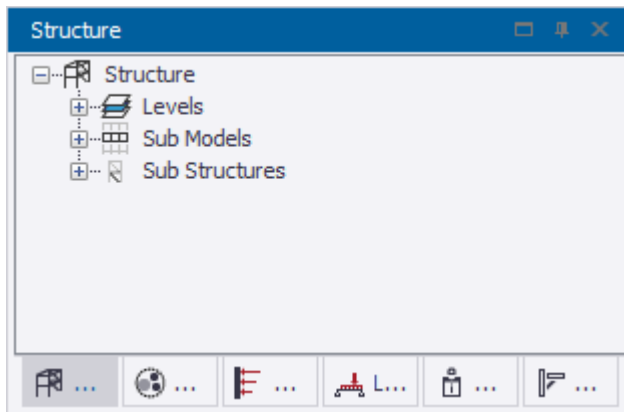 Structure
Structure
Levels
Sub Models
Sub Structures
... ... ... L... ... ...